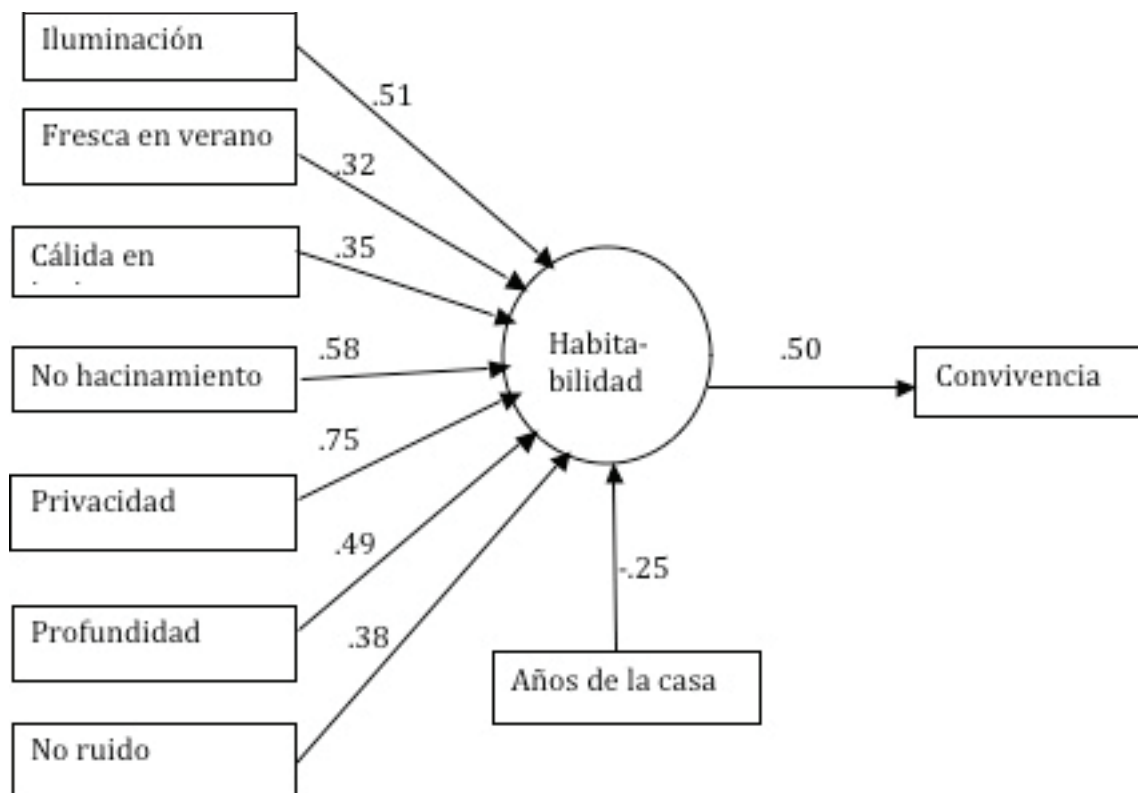 Iluminación
.51
Fresca en verano
.32
Cálida en
.35
No hacinamiento
.58
Privacidad
.75
Profundidad
.49
No ruido
.38
Habita-
bilidad
.50
Convivencia
-.25
Años de la casa